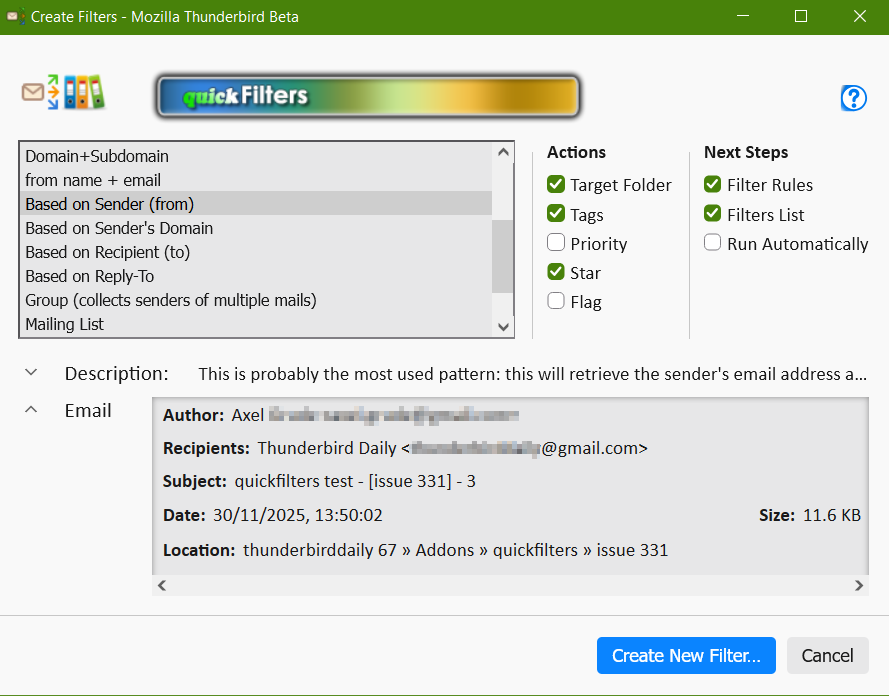 Create Filters - Mozilla Thunderbird Beta
quickFilters
Domain+Subdomain
from name + email
Based on Sender (from)
Based on Sender's Domain
Based on Recipient (to)
Based on Reply-To
Group (collects senders of multiple mails)
Mailing List
Actions
Target Folder
Tags
Priority
Star
Flag
Next Steps
Filter Rules
Filters List
Run Automatically
Description: This is probably the most used pattern: this will retrieve the sender's email address a...
Email
Author: Axel
Recipients: Thunderbird Daily <@gmail.com>
Subject: quickfilters test - [issue 331] - 3
Date: 30/11/2025, 13:50:02 Size: 11.6 KB
Location: thunderbirddaily 67 » Addons » quickfilters » issue 331
Create New Filter... Cancel